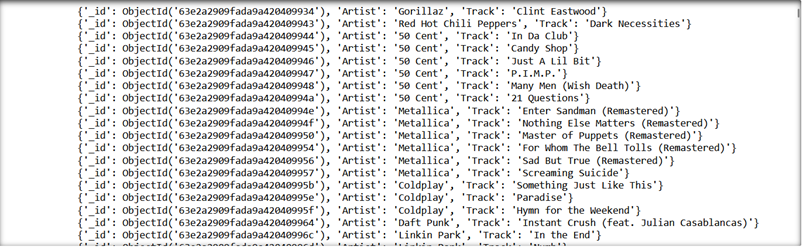 {'_id': ObjectId('63e2a2909fada9a420409934'), 'Artist': 'Gorillaz', 'Track': 'Clint Eastwood'}
{'_id': ObjectId('63e2a2909fada9a420409943'), 'Artist': 'Red Hot Chili Peppers', 'Track': 'Dark Necessities'}
{'_id': ObjectId('63e2a2909fada9a420409944'), 'Artist': '50 Cent', 'Track': 'In Da Club'}
{'_id': ObjectId('63e2a2909fada9a420409945'), 'Artist': '50 Cent', 'Track': 'Candy Shop'}
{'_id': ObjectId('63e2a2909fada9a420409946'), 'Artist': '50 Cent', 'Track': 'Just A Lil Bit'}
{'_id': ObjectId('63e2a2909fada9a420409947'), 'Artist': '50 Cent', 'Track': 'P.I.M.P.'}
{'_id': ObjectId('63e2a2909fada9a420409948'), 'Artist': '50 Cent', 'Track': 'Many Men (Wish Death)'}
{'_id': ObjectId('63e2a2909fada9a42040994a'), 'Artist': '50 Cent', 'Track': '21 Questions'}
{'_id': ObjectId('63e2a2909fada9a42040994e'), 'Artist': 'Metallica', 'Track': 'Enter Sandman (Remastered)'}
{'_id': ObjectId('63e2a2909fada9a42040994f'), 'Artist': 'Metallica', 'Track': 'Nothing Else Matters (Remastered)'}
{'_id': ObjectId('63e2a2909fada9a420409950'), 'Artist': 'Metallica', 'Track': 'Master of Puppets (Remastered)'}
{'_id': ObjectId('63e2a2909fada9a420409954'), 'Artist': 'Metallica', 'Track': 'For Whom The Bell Tolls (Remastered)'}
{'_id': ObjectId('63e2a2909fada9a420409956'), 'Artist': 'Metallica', 'Track': 'Sad But True (Remastered)'}
{'_id': ObjectId('63e2a2909fada9a420409957'), 'Artist': 'Metallica', 'Track': 'Screaming Suicide'}
{'_id': ObjectId('63e2a2909fada9a42040995b'), 'Artist': 'Coldplay', 'Track': 'Something Just Like This'}
{'_id': ObjectId('63e2a2909fada9a42040995e'), 'Artist': 'Coldplay', 'Track': 'Paradise'}
{'_id': ObjectId('63e2a2909fada9a42040995f'), 'Artist': 'Coldplay', 'Track': 'Hymn for the Weekend'}
{'_id': ObjectId('63e2a2909fada9a420409964'), 'Artist': 'Daft Punk', 'Track': 'Instant Crush (feat. Julian Casablancas)'}
{'_id': ObjectId('63e2a2909fada9a42040996c'), 'Artist': 'Linkin Park', 'Track': 'In the End'}